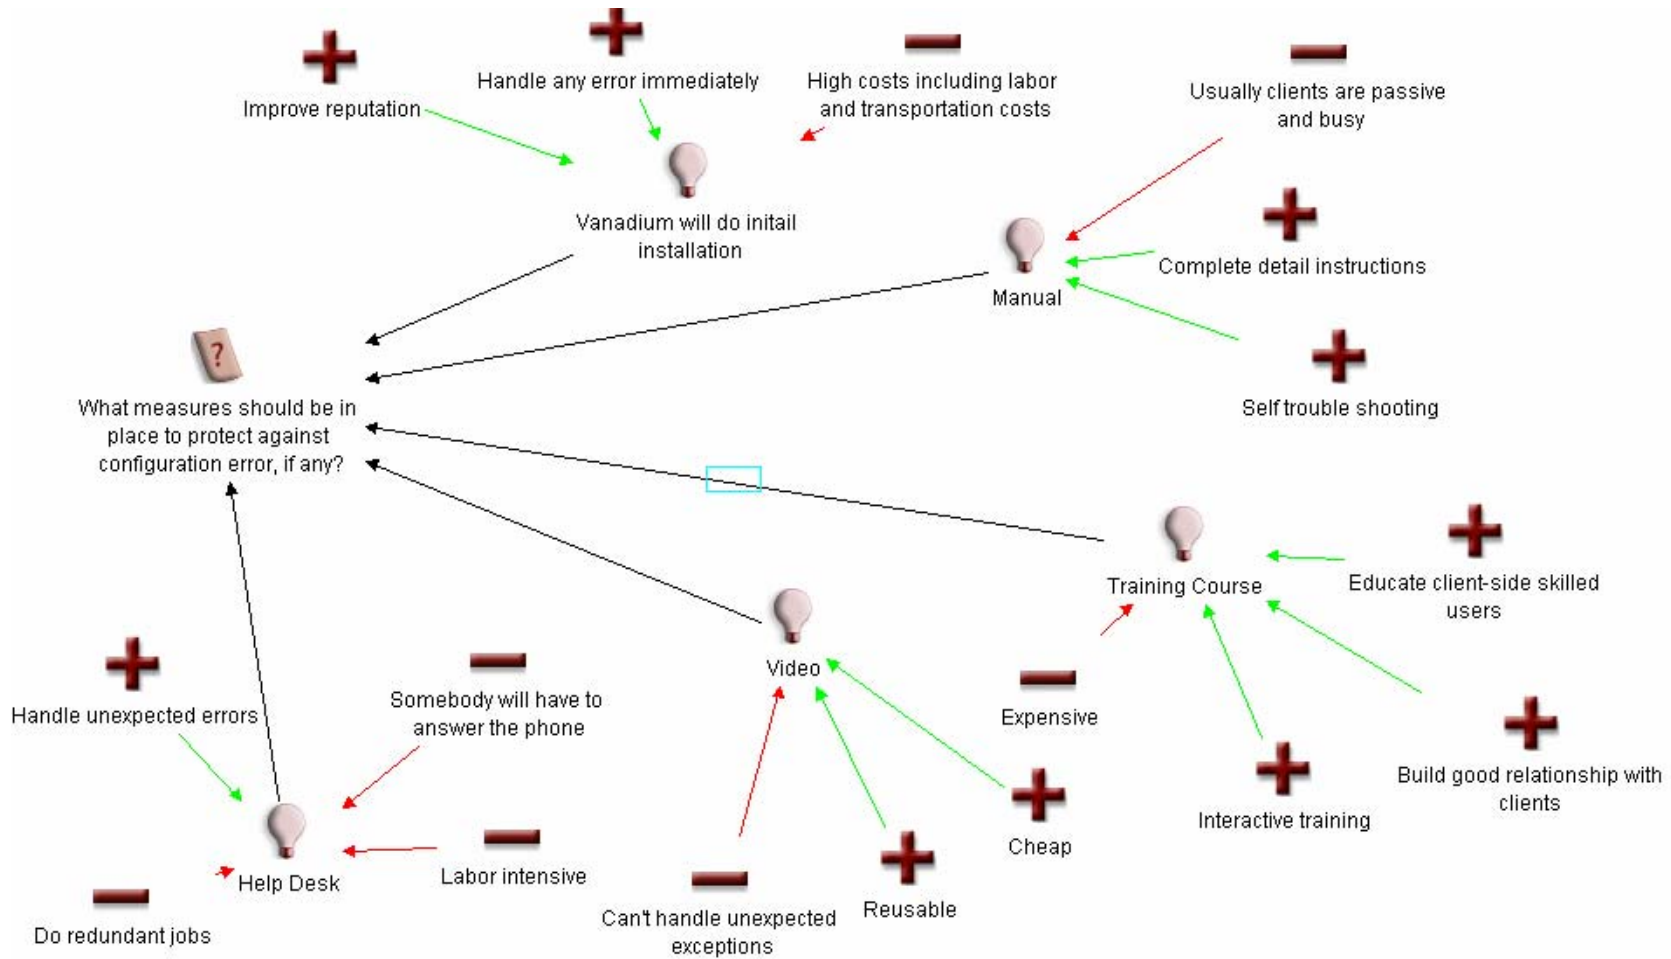 Improve reputation
Handle any error immediately
High costs including labor
and transportation costs
Usually clients are passive
and busy
Vanadium will do initail
installation
Manual
Complete detail instructions
Self trouble shooting
?
What measures should be in
place to protect against
configuration error, if any?
Training Course
Educate client-side skilled
users
Expensive
Interactive training
Build good relationship with
clients
Video
Can't handle unexpected
exceptions
Reusable
Cheap
Handle unexpected errors
Somebody will have to
answer the phone
Help Desk
Labor intensive
Do redundant jobs